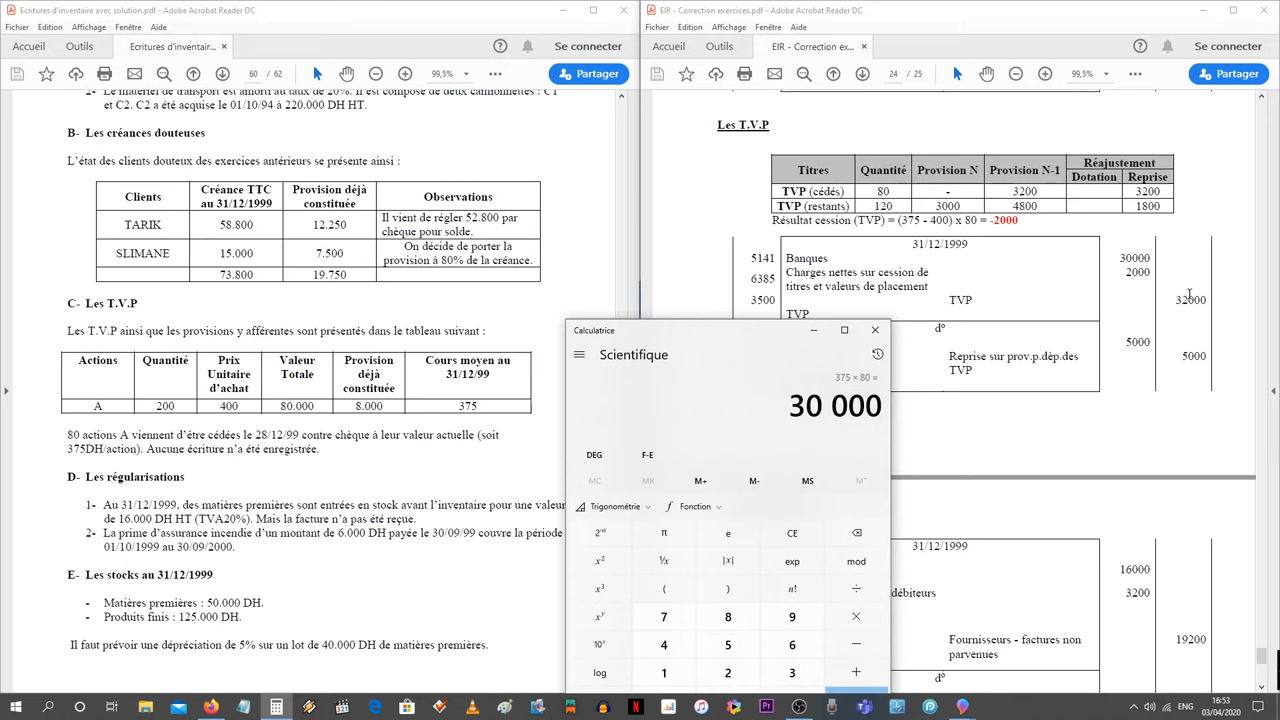 Ecritures d'inventaire avec solution.pdf - Adobe Acrobat Reader DC
Fichier Edition Affichage Fenêtre Aide
Accueil Outils Ecritures d'inventaire... × Se connecter
60 / 62 99,5% Partager
2- Le matériel de transport est amorti au taux de 20%. Il est composé de deux camionnettes : C1
et C2. C2 a été acquise le 01/10/94 à 220.000 DH HT.
B- Les créances douteuses
L'état des clients douteux des exercices antérieurs se présente ainsi :
Clients Créance TTC au 31/12/1999 Provision déjà constituée Observations
TARIK 58.800 12.250 Il vient de régler 52.800 par chèque pour solde.
SLIMANE 15.000 7.500 On décide de porter la provision à 80% de la créance.
73.800 19.750
C- Les T.V.P
Les T.V.P ainsi que les provisions y afférentes sont présentés dans le tableau suivant :
Actions Quantité Prix Unitaire d'achat Valeur Totale Provision déjà constituée Cours moyen au 31/12/99
A 200 400 80.000 8.000 375
80 actions A viennent d'être cédées le 28/12/99 contre chèque à leur valeur actuelle (soit
375DH/action). Aucune écriture n'a été enregistrée.
D- Les régularisations
1- Au 31/12/1999, des matières premières sont entrées en stock avant l'inventaire pour une valeur
de 16.000 DH HT (TVA20%). Mais la facture n'a pas été reçue.
2- La prime d'assurance incendie d'un montant de 6.000 DH payée le 30/09/99 couvre la période
01/10/1999 au 30/09/2000.
E- Les stocks au 31/12/1999
- Matières premières : 50.000 DH.
- Produits finis : 125.000 DH.
Il faut prévoir une dépréciation de 5% sur un lot de 40.000 DH de matières premières.
EIR - Correction exercices.pdf - Adobe Acrobat Reader DC
Fichier Edition Affichage Fenêtre Aide
Accueil Outils EIR - Correction ex... × Se connecter
24 / 25 99,5% Partager
Les T.V.P
Titres Quantité Provision N Provision N-1 Réajustement
Dotation Reprise
TVP (cédés) 80 - 3200 3200
TVP (restants) 120 3000 4800 1800
Résultat cession (TVP) = (375 - 400) x 80 = -2000
31/12/1999
5141 Banques 30000
6385 Charges nettes sur cession de 2000
titres et valeurs de placement
3500 TVP 32000
TVP
d°
5000
Reprise sur prov.p.dép.des 5000
TVP
31/12/1999
16000
débiteurs 3200
Fournisseurs - factures non 19200
parvenues
d°
Calculatrice
Scientifique
375 × 80 =
30 000
DEG F-E
MC MR M+ M- MS M˅
Trigonométrie Fonction
2ⁿᵈ π e CE
x² ¹/x |x| exp mod
x³ ( ) n! ÷
xʸ 7 8 9 ×
10ˣ 4 5 6 −
log 1 2 3 +
ENG 16:53
03/04/2020